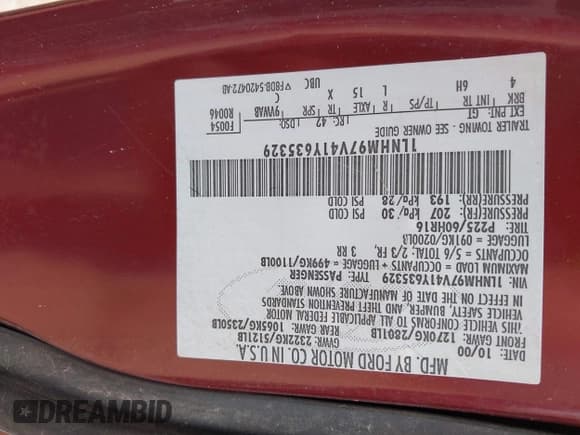 MFD. BY FORD MOTOR CO. IN U.S.A.
10/00 GVWR: 2322KG/5121LB
FRONT GAWR: 1270KG/2801LB REAR GAWR: 1065KG/2350LB
THIS VEHICLE CONFORMS TO ALL APPLICABLE FEDERAL MOTOR
VEHICLE SAFETY, BUMPER, AND THEFT PREVENTION STANDARDS
IN EFFECT ON THE DATE OF MANUFACTURE SHOWN ABOVE.
VIN: 1LNHM97V41Y635329 TYPE: PASSENGER
MAXIMUM LOAD = OCCUPANTS + LUGGAGE = 499KG/1100LB
OCCUPANTS = 5/6 TOTAL; 2/3 FR, 3 RR
LUGGAGE = 091KG/0200LB
TIRE: P225/60HR16
PRESSURE(FR): 207 kPa/30 PSI COLD
PRESSURE(RR): 193 kPa/28 PSI COLD
1LNHM97V41Y635329
TRAILER TOWING - SEE OWNER GUIDE
F0054
R0046
EXT PNT: GT RC: 42 DSO:
BRK INT TR TP/PS R AXLE TR SPR 9VWAB
4 6H L 15 X C
UBC
▽F8DB-5420472-AB
DREAMBID